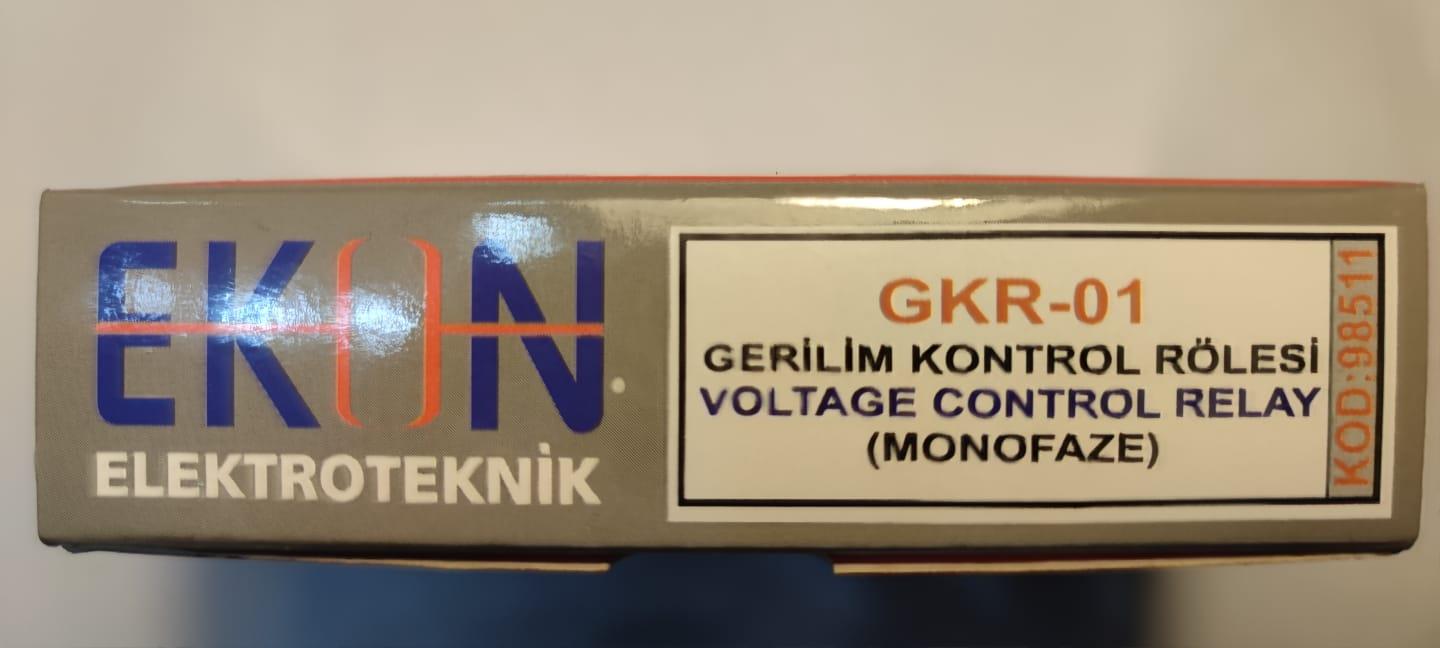 EKON
ELEKTROTEKNİK
GKR-01
GERİLİM KONTROL RÖLESİ
VOLTAGE CONTROL RELAY
(MONOFAZE)
KOD:98511